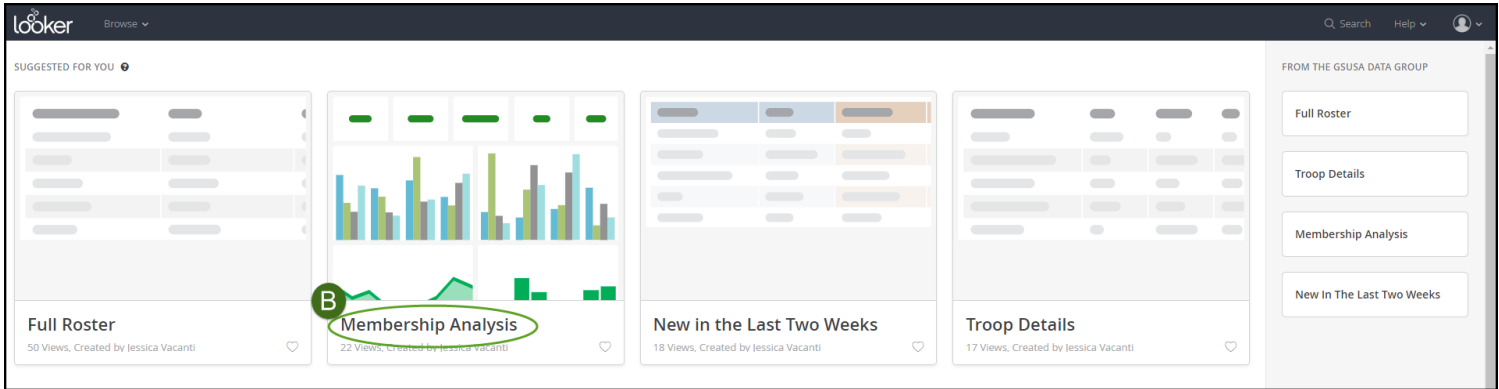 looker
Browse
Search
Help
SUGGESTED FOR YOU ?
FROM THE GSUSA DATA GROUP
Full Roster
50 Views, Created by Jessica Vacanti
B
Membership Analysis
22 Views, Created by Jessica Vacanti
New in the Last Two Weeks
18 Views, Created by Jessica Vacanti
Troop Details
17 Views, Created by Jessica Vacanti
Full Roster
Troop Details
Membership Analysis
New In The Last Two Weeks